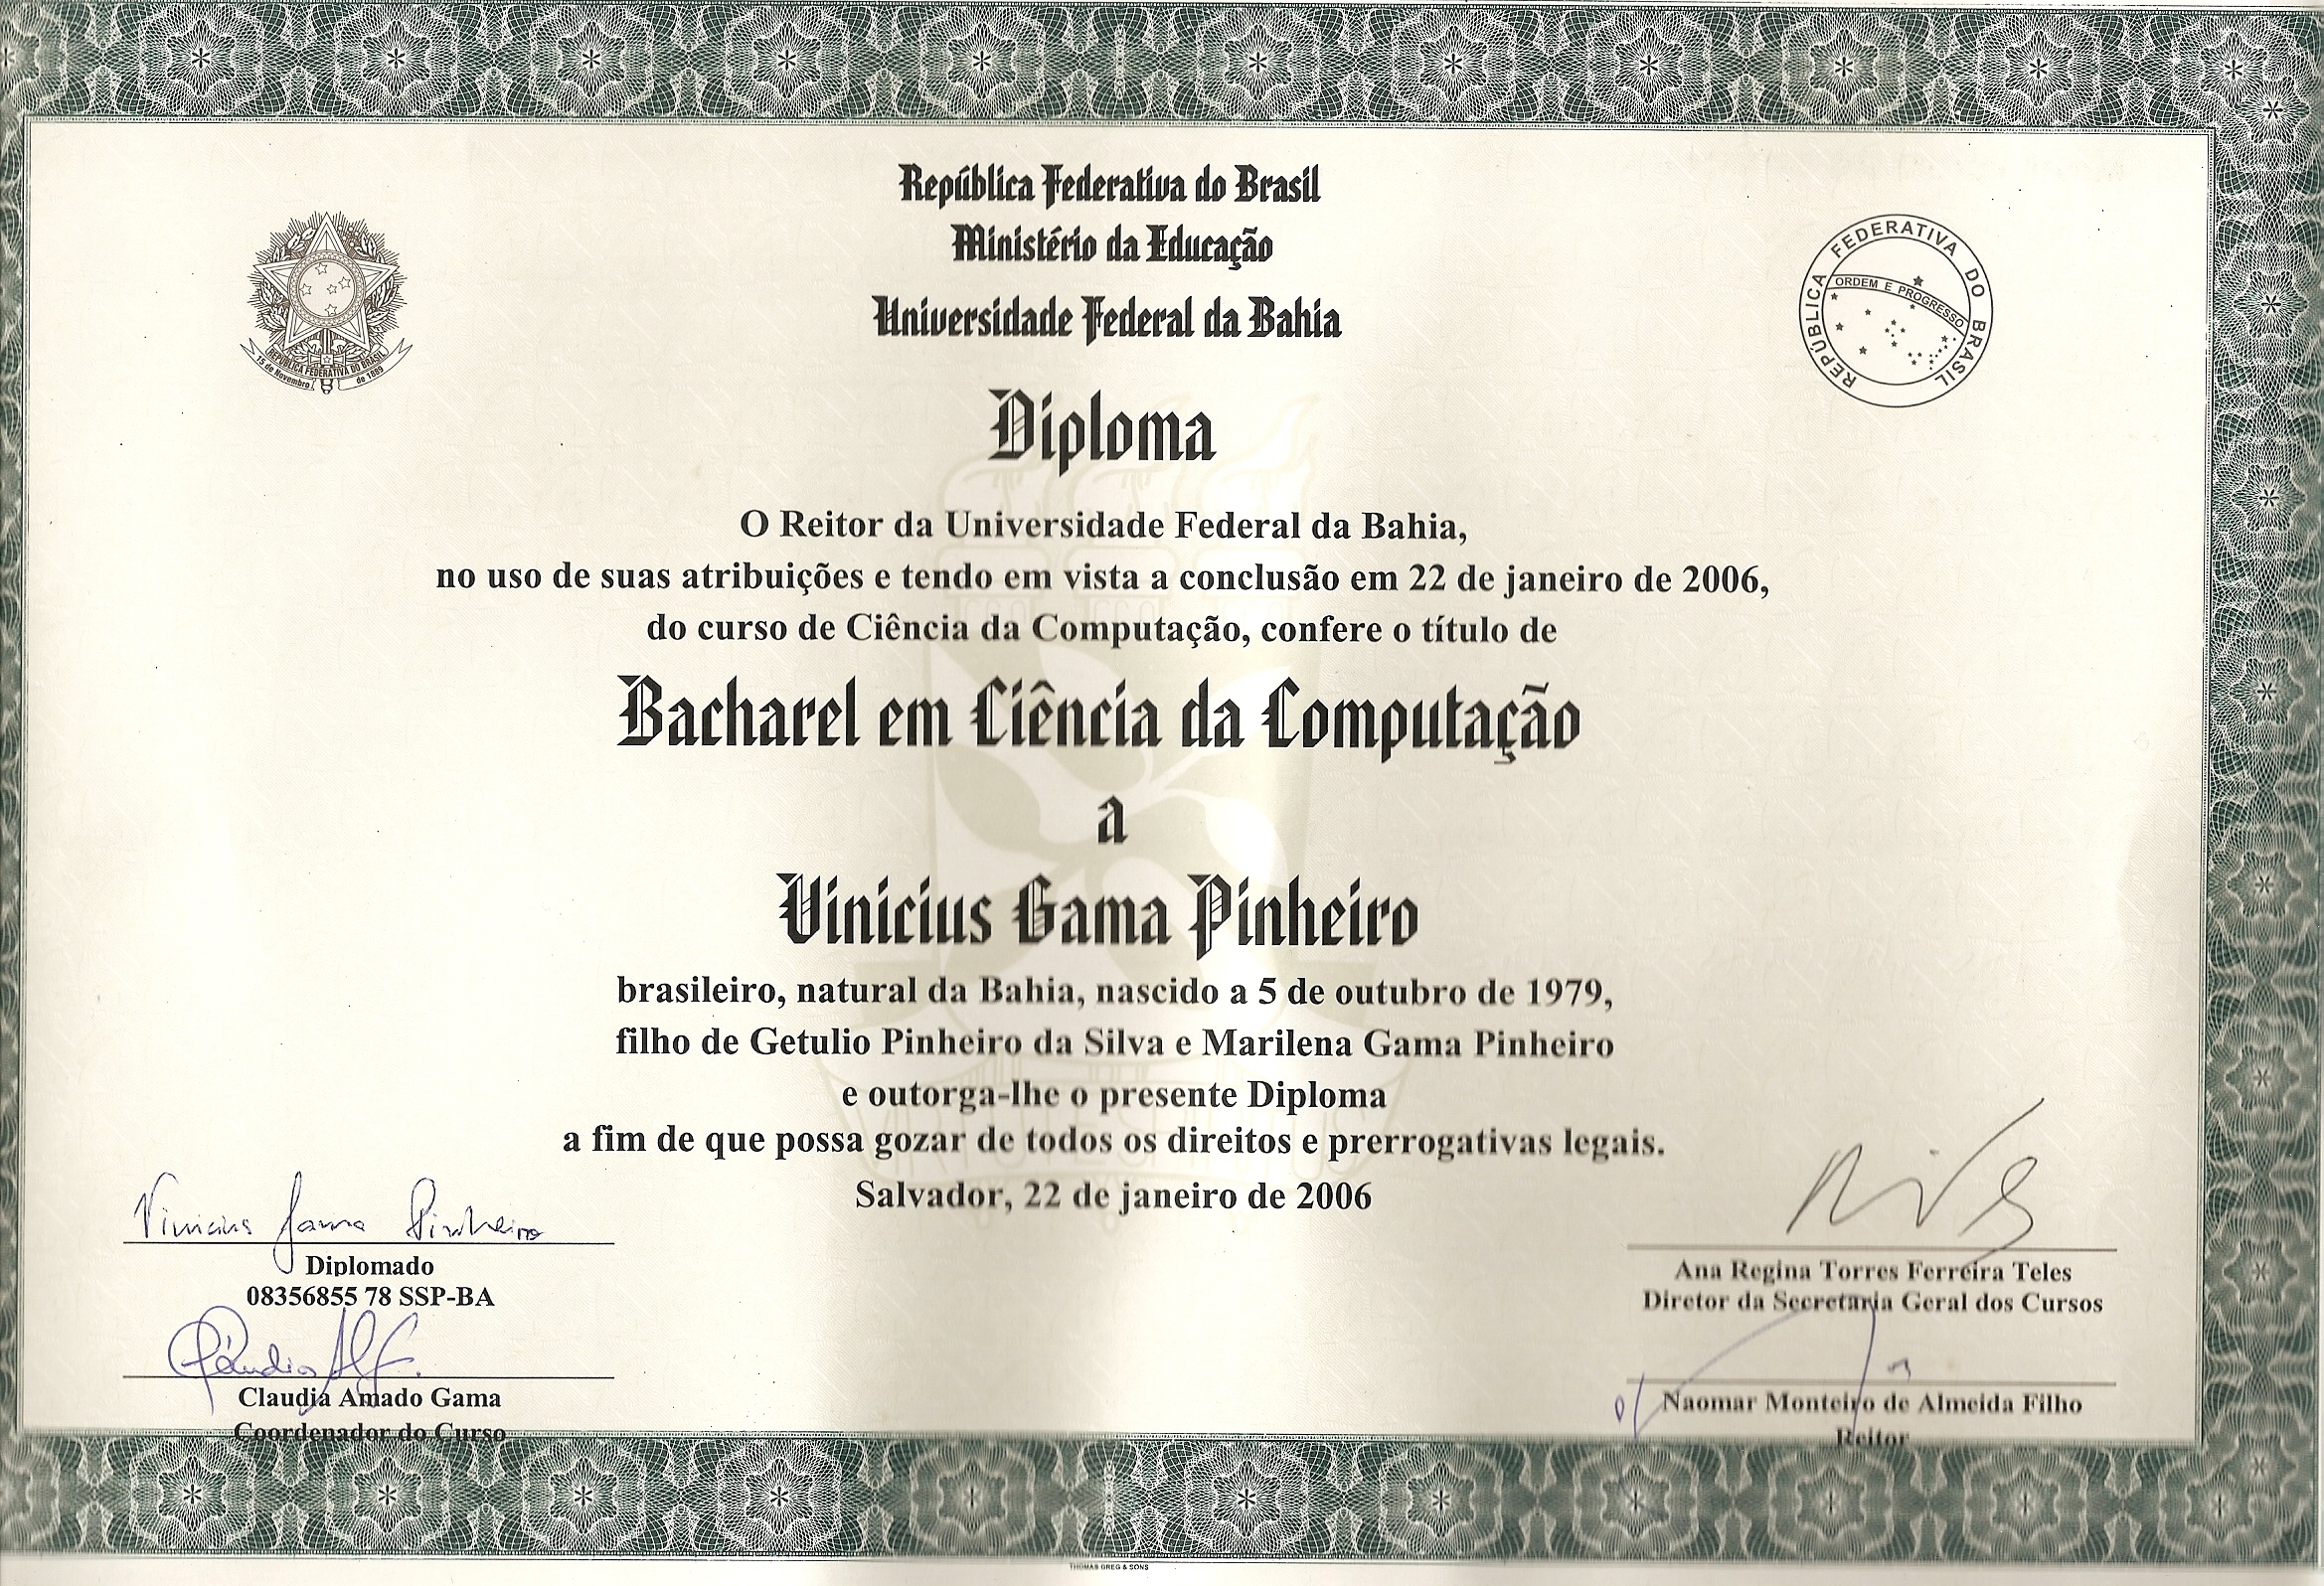 República Federativa do Brasil
Ministério da Educação
Universidade Federal da Bahia
REPÚBLICA FEDERATIVA DO BRASIL
15 de Novembro de 1889
REPÚBLICA FEDERATIVA DO BRASIL
ORDEM E PROGRESSO
Diploma
O Reitor da Universidade Federal da Bahia,
no uso de suas atribuições e tendo em vista a conclusão em 22 de janeiro de 2006,
do curso de Ciência da Computação, confere o título de
Bacharel em Ciência da Computação
a
Vinicius Gama Pinheiro
brasileiro, natural da Bahia, nascido a 5 de outubro de 1979,
filho de Getulio Pinheiro da Silva e Marilena Gama Pinheiro
e outorga-lhe o presente Diploma
a fim de que possa gozar de todos os direitos e prerrogativas legais.
Salvador, 22 de janeiro de 2006
Vinicius Gama Pinheiro
Diplomado
08356855 78 SSP-BA
Claudia Amado Gama
Coordenador do Curso
Ana Regina Torres Ferreira Teles
Diretor da Secretaria Geral dos Cursos
Naomar Monteiro de Almeida Filho
Reitor
THOMAS GREG & SONS